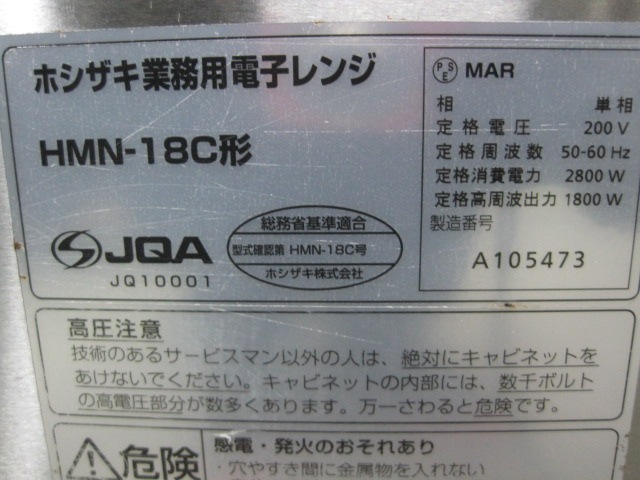 ホシザキ業務用電子レンジ
HMN-18C形
JQA
JQ10001
総務省基準適合
型式確認第 HMN-18C号
ホシザキ株式会社
PSE MAR
相 単相
定格電圧 200V
定格周波数 50-60 Hz
定格消費電力 2800 W
定格高周波出力 1800 W
製造番号
A105473
高圧注意
技術のあるサービスマン以外の人は、絶対にキャビネットを
あけないでください。キャビネットの内部には、数千ボルト
の高電圧部分が数多くあります。万一さわると危険です。
危険
感電・発火のおそれあり
・穴やすき間に金属物を入れない